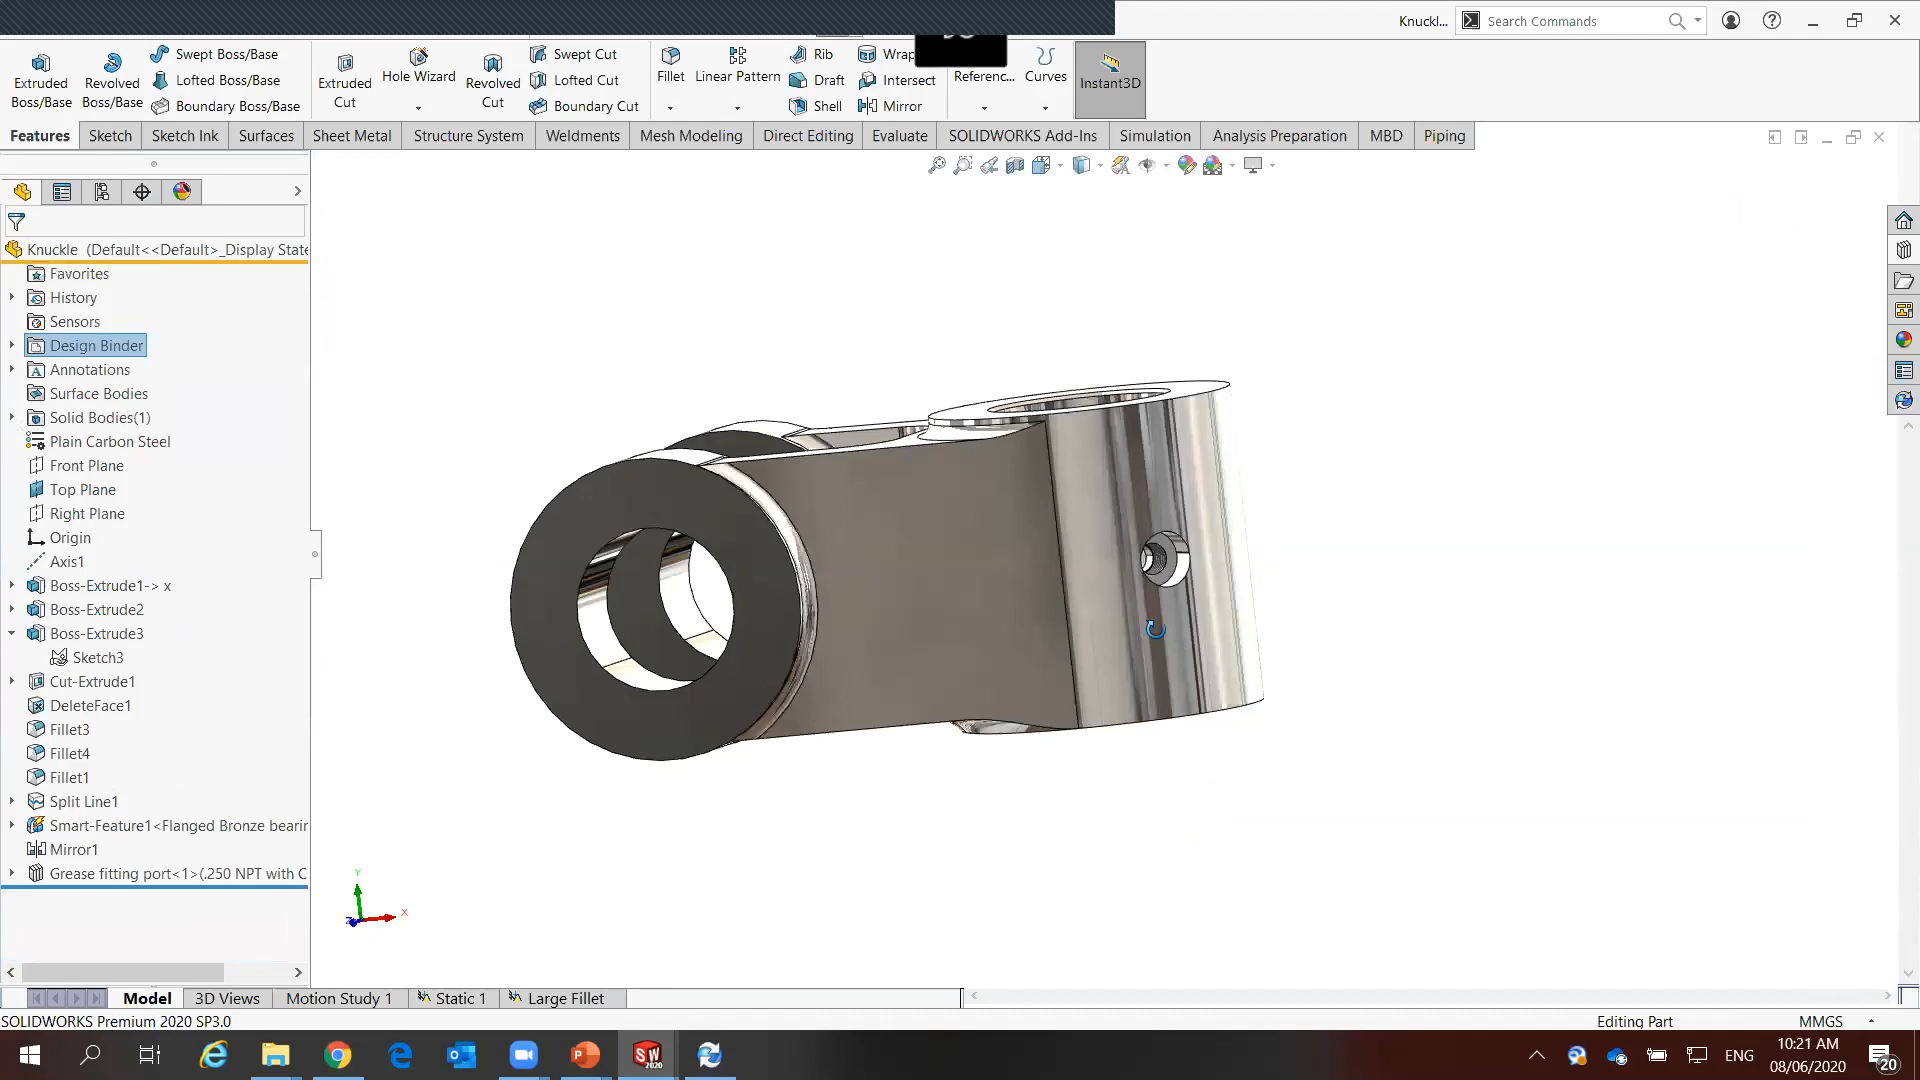 Knuckl...
Search Commands
Extruded Boss/Base
Revolved Boss/Base
Swept Boss/Base
Lofted Boss/Base
Boundary Boss/Base
Extruded Cut
Hole Wizard
Revolved Cut
Swept Cut
Lofted Cut
Boundary Cut
Fillet
Linear Pattern
Rib
Draft
Shell
Wrap
Intersect
Mirror
Referenc...
Curves
Instant3D
Features
Sketch
Sketch Ink
Surfaces
Sheet Metal
Structure System
Weldments
Mesh Modeling
Direct Editing
Evaluate
SOLIDWORKS Add-Ins
Simulation
Analysis Preparation
MBD
Piping
Knuckle (Default<<Default>_Display State
Favorites
History
Sensors
Design Binder
Annotations
Surface Bodies
Solid Bodies(1)
Plain Carbon Steel
Front Plane
Top Plane
Right Plane
Origin
Axis1
Boss-Extrude1-> x
Boss-Extrude2
Boss-Extrude3
Sketch3
Cut-Extrude1
DeleteFace1
Fillet3
Fillet4
Fillet1
Split Line1
Smart-Feature1<Flanged Bronze bearin
Mirror1
Grease fitting port<1>(.250 NPT with C
Y
X
Z
Model
3D Views
Motion Study 1
Static 1
Large Fillet
SOLIDWORKS Premium 2020 SP3.0
Editing Part
MMGS
SW
2020
ENG
10:21 AM
08/06/2020
20